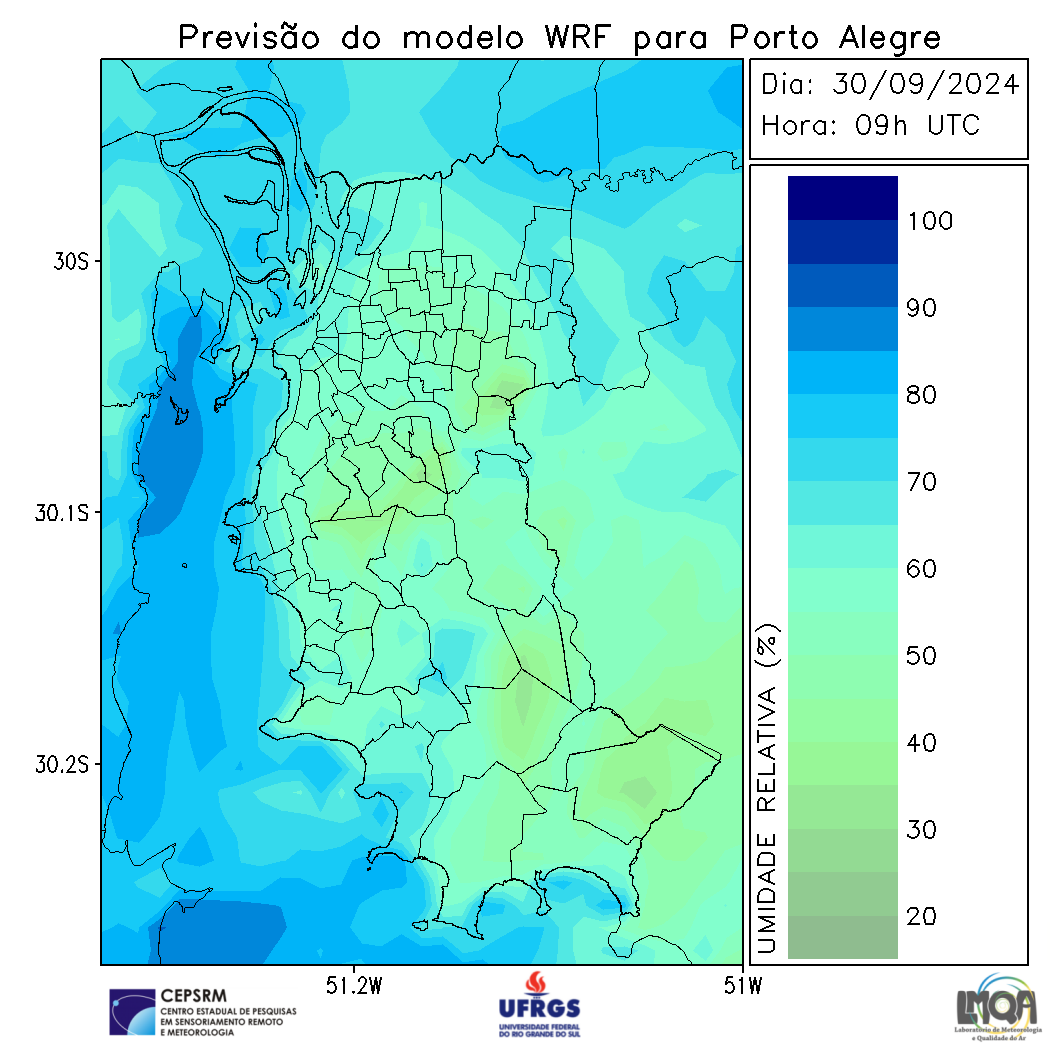 Previsão do modelo WRF para Porto Alegre
Dia: 30/09/2024
Hora: 09h UTC
30S
30.1S
30.2S
51.2W
51W
100
90
80
70
60
50
40
30
20
UMIDADE RELATIVA (%)
CEPSRM
CENTRO ESTADUAL DE PESQUISAS
EM SENSORIAMENTO REMOTO
E METEOROLOGIA
UFRGS
UNIVERSIDADE FEDERAL
DO RIO GRANDE DO SUL
LMQA
Laboratório de Meteorologia
e Qualidade do Ar